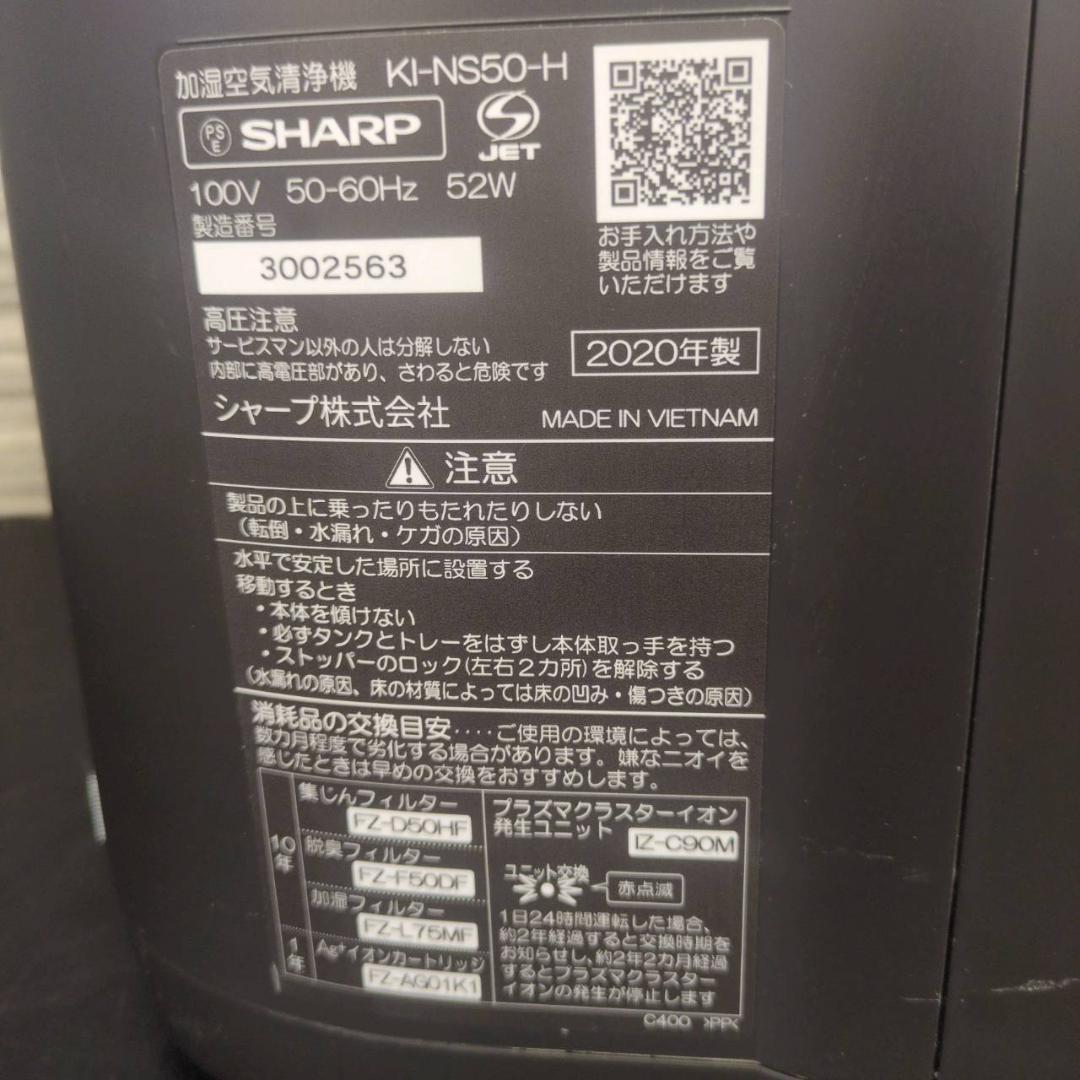 加湿空気清浄機 KI-NS50-H
PSE SHARP JET
100V 50-60Hz 52W
製造番号
3002563
お手入れ方法や
製品情報をご覧
いただけます
高圧注意
サービスマン以外の人は分解しない
内部に高電圧部があり、さわると危険です
2020年製
シャープ株式会社 MADE IN VIETNAM
注意
製品の上に乗ったりもたれたりしない
(転倒・水漏れ・ケガの原因)
水平で安定した場所に設置する
移動するとき
・本体を傾けない
・必ずタンクとトレーをはずし本体取っ手を持つ
・ストッパーのロック(左右2カ所)を解除する
(水漏れの原因、床の材質によっては床の凹み・傷つきの原因)
消耗品の交換目安････ご使用の環境によっては、
数カ月程度で劣化する場合があります。嫌なニオイを
感じたときは早めの交換をおすすめします。
10年
集じんフィルター
FZ-D50HF
脱臭フィルター
FZ-F50DF
加湿フィルター
FZ-L75MF
1年
Ag+イオンカートリッジ
FZ-AG01K1
プラズマクラスターイオン
発生ユニット IZ-C90M
ユニット交換
赤点滅
1日24時間運転した場合、
約2年経過すると交換時期を
お知らせし、約2年2カ月経過
するとプラズマクラスター
イオンの発生が停止します
C400 >PP<